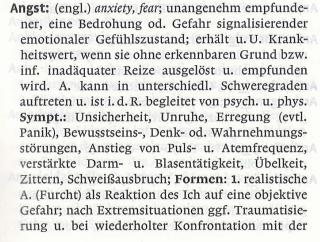 Angst: (engl.) anxiety, fear; unangenehm empfunde-
ner, eine Bedrohung od. Gefahr signalisierender
emotionaler Gefühlszustand; erhält u. U. Krank-
heitswert, wenn sie ohne erkennbaren Grund bzw.
inf. inadäquater Reize ausgelöst u. empfunden
wird. A. kann in unterschiedl. Schweregraden
auftreten u. ist i. d. R. begleitet von psych. u. phys.
Sympt.: Unsicherheit, Unruhe, Erregung (evtl.
Panik), Bewusstseins-, Denk- od. Wahrnehmungs-
störungen, Anstieg von Puls- u. Atemfrequenz,
verstärkte Darm- u. Blasentätigkeit, Übelkeit,
Zittern, Schweißausbruch; Formen: 1. realistische
A. (Furcht) als Reaktion des Ich auf eine objektive
Gefahr; nach Extremsituationen ggf. Traumatisie-
rung u. bei wiederholter Konfrontation mit der